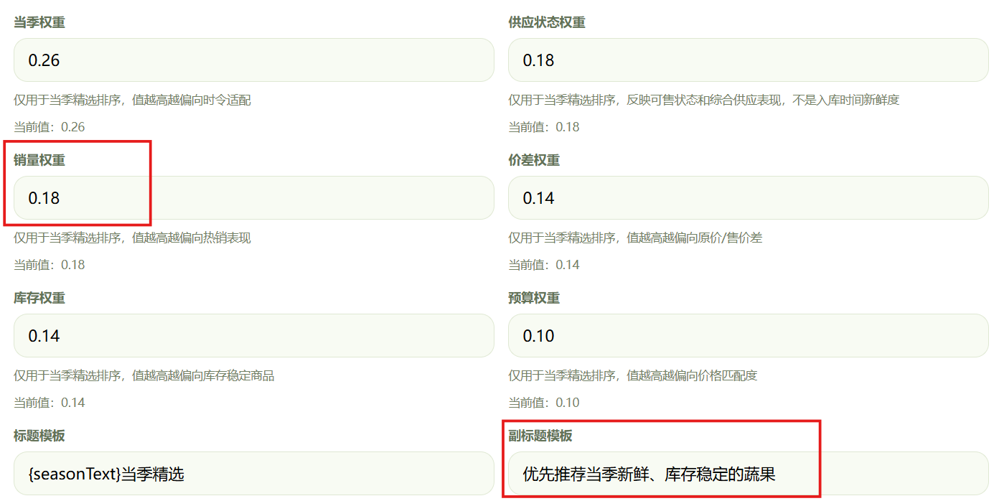 当季权重
0.26
仅用于当季精选排序，值越高越偏向时令适配
当前值：0.26
供应状态权重
0.18
仅用于当季精选排序，反映可售状态和综合供应表现，不是入库时间新鲜度
当前值：0.18
销量权重
0.18
仅用于当季精选排序，值越高越偏向热销表现
当前值：0.18
价差权重
0.14
仅用于当季精选排序，值越高越偏向原价/售价差
当前值：0.14
库存权重
0.14
仅用于当季精选排序，值越高越偏向库存稳定商品
当前值：0.14
预算权重
0.10
仅用于当季精选排序，值越高越偏向价格匹配度
当前值：0.10
标题模板
{seasonText}当季精选
副标题模板
优先推荐当季新鲜、库存稳定的蔬果